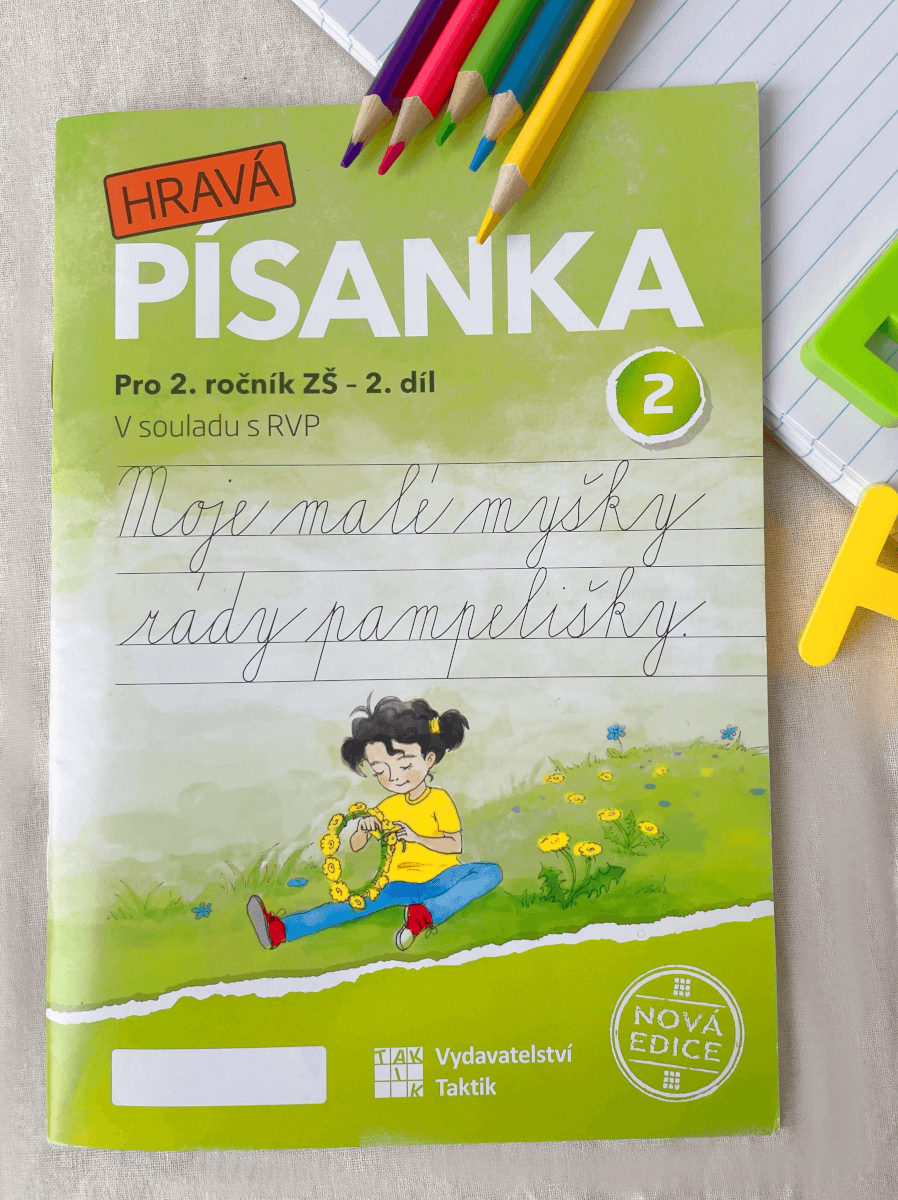 HRAVÁ
PÍSANKA
Pro 2. ročník ZŠ – 2. díl
V souladu s RVP
2
Moje malé myšky
rády pampelišky.
TAK
TIK
Vydavatelství
Taktik
NOVÁ
EDICE